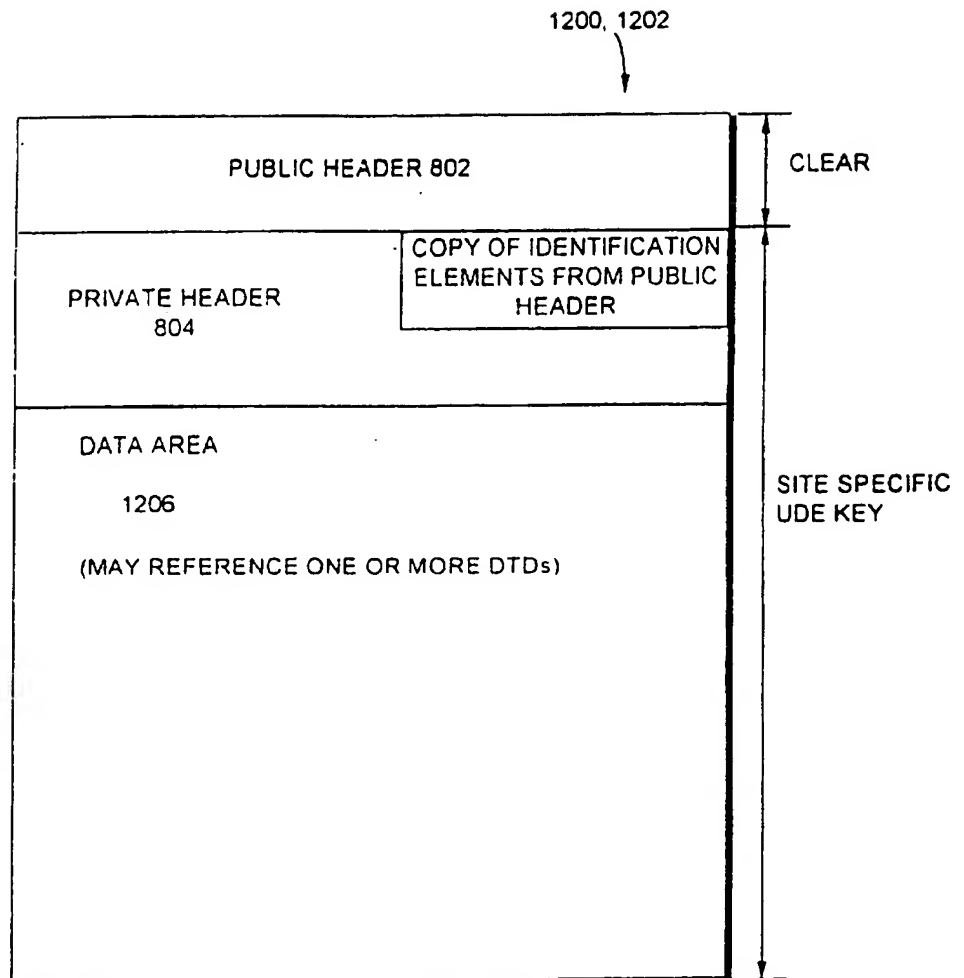 1200, 1202
PUBLIC HEADER 802
CLEAR
COPY OF IDENTIFICATION
ELEMENTS FROM PUBLIC
HEADER
PRIVATE HEADER
804
DATA AREA
1206
(MAY REFERENCE ONE OR MORE DTDs)
SITE SPECIFIC
UDE KEY